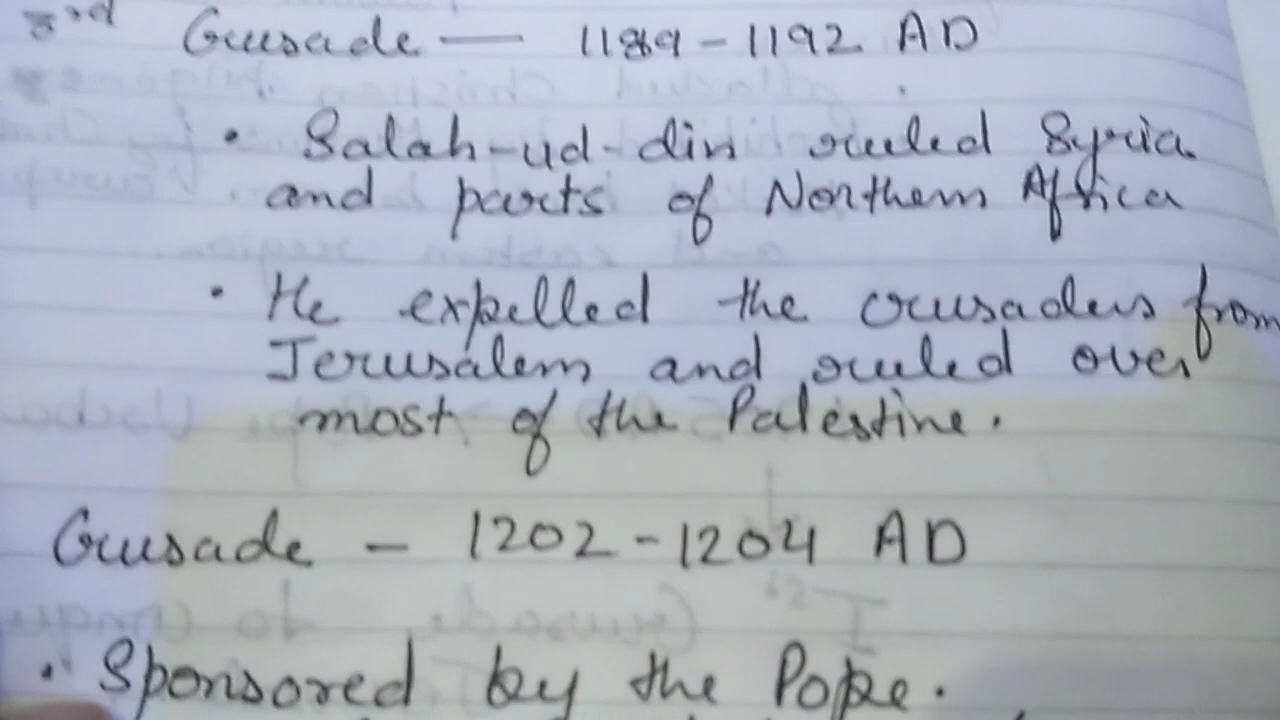 3rd Crusade — 1189-1192 AD
• Salah-ud-din ruled Syria
and parts of Northern Africa
• He expelled the crusaders from
Jerusalem and ruled over
most of the Palestine.
Crusade - 1202-1204 AD
• Sponsored by the Pope.